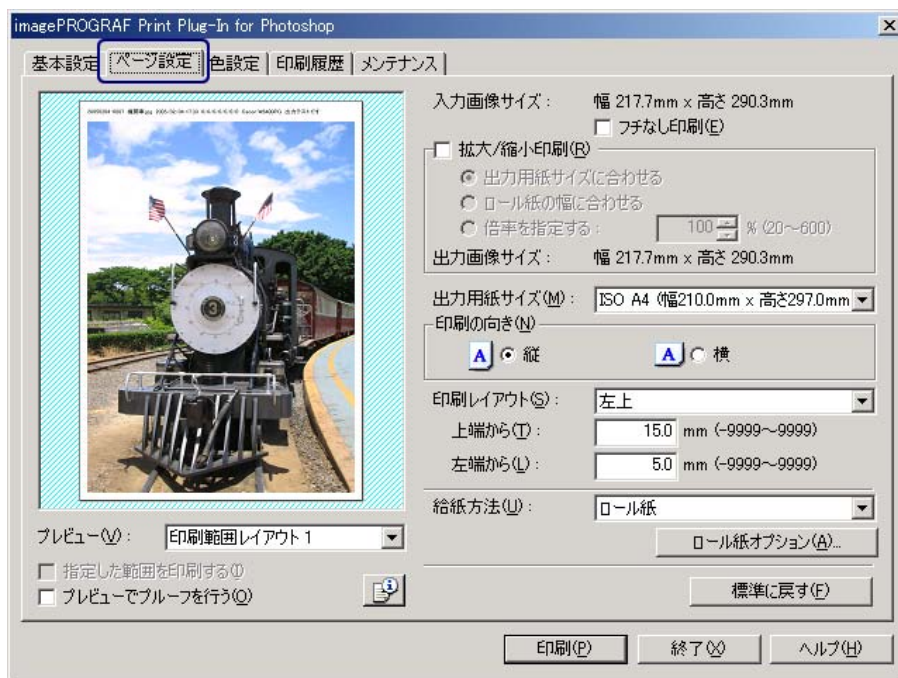 imagePROGRAF Print Plug-In for Photoshop
基本設定 ページ設定 色設定 印刷履歴 メンテナンス
入力画像サイズ： 幅 217.7mm x 高さ 290.3mm
フチなし印刷(E)
拡大/縮小印刷(R)
出力用紙サイズに合わせる
ロール紙の幅に合わせる
倍率を指定する： 100 % (20～600)
出力画像サイズ： 幅 217.7mm x 高さ 290.3mm
出力用紙サイズ(M)： ISO A4 (幅210.0mm x 高さ297.0mm
印刷の向き(N)
A 縦 A 横
印刷レイアウト(S)： 左上
上端から(T)： 15.0 mm (-9999～9999)
左端から(L)： 5.0 mm (-9999～9999)
給紙方法(U)： ロール紙
ロール紙オプション(A)...
標準に戻す(F)
3
プレビュー(V)： 印刷範囲レイアウト 1
指定した範囲を印刷する(I)
プレビューでプルーフを行う(O)
印刷(P) 終了(X) ヘルプ(H)